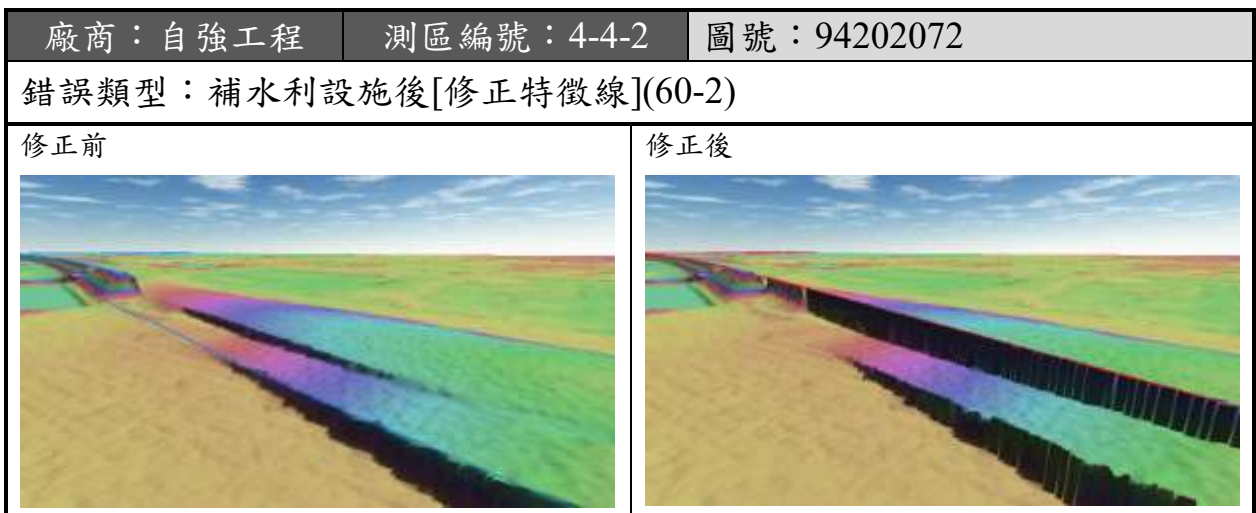 廠商：自強工程 測區編號：4-4-2 圖號：94202072
錯誤類型：補水利設施後[修正特徵線](60-2)
修正前 修正後